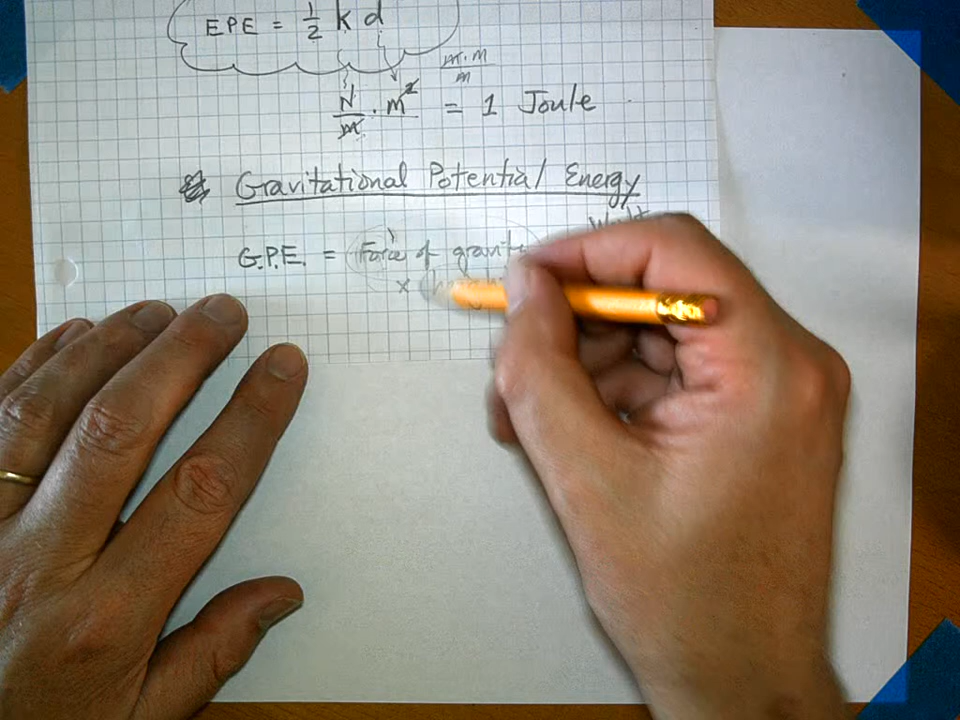 EPE = 1/2 k d
m·m / m
N/m · m² = 1 Joule
Gravitational Potential Energy
G.P.E. = Force of gravity
×